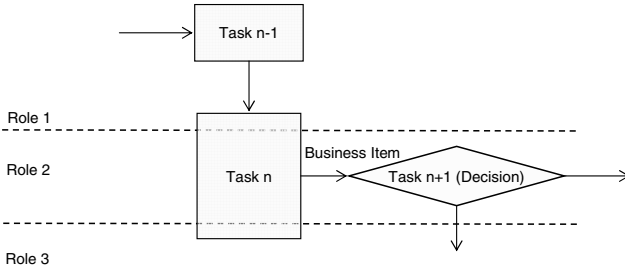 Task n-1
Role 1
Business Item
Role 2
Task n
Task n+1 (Decision)
Role 3